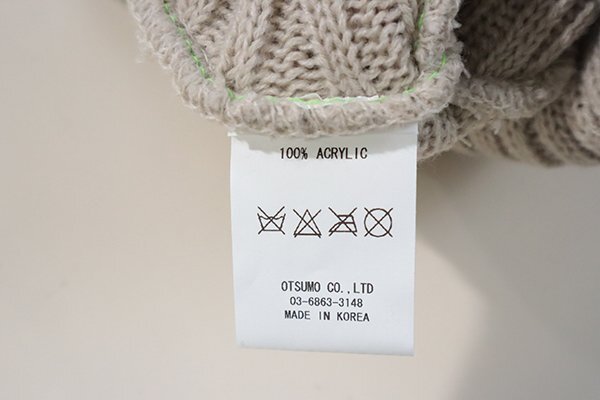 100% ACRYLIC
OTSUMO CO.,LTD
03-6863-3148
MADE IN KOREA